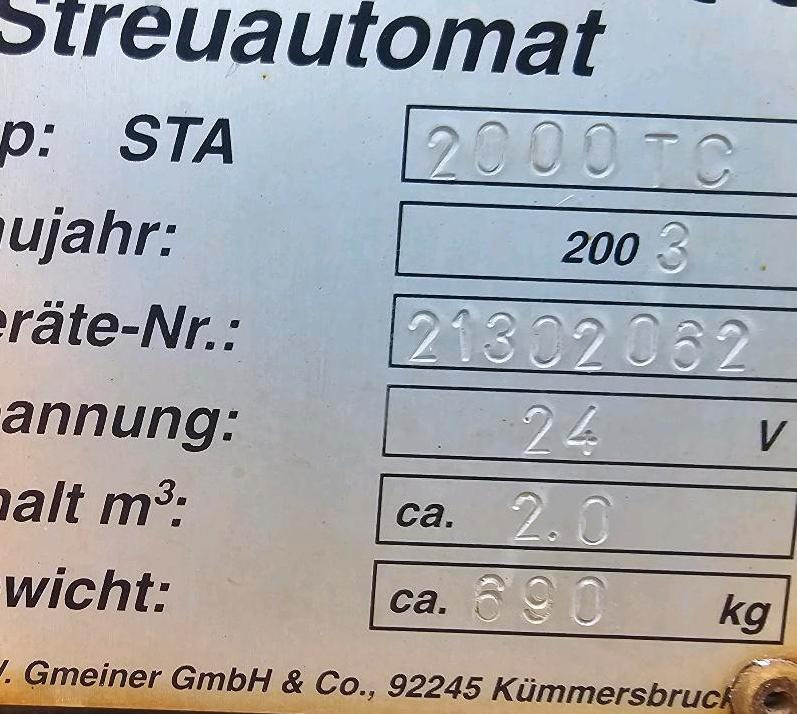 Streuautomat
p: STA 2000 TC
ujahr: 2003
eräte-Nr.: 21302062
annung: 24 V
halt m³: ca. 2.0
wicht: ca. 690 kg
. Gmeiner GmbH & Co., 92245 Kümmersbruck